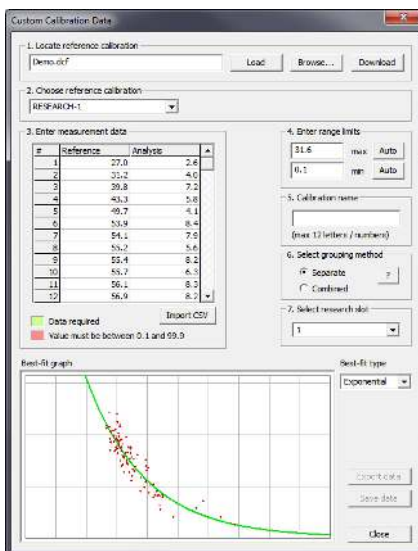 Custom Calibration Data
1. Locate reference calibration
Demo.dcf
Load
Browse...
Download
2. Choose reference calibration
RESEARCH-1
3. Enter measurement data
# Reference Analysis
1 27.0 2.6
2 31.2 4.0
3 39.8 7.2
4 43.3 5.8
5 49.7 4.1
6 53.9 8.4
7 54.1 7.9
8 55.2 5.6
9 55.4 8.2
10 55.7 6.3
11 56.1 8.3
12 56.9 8.2
Data required
Import CSV
Value must be between 0.1 and 99.9
4. Enter range limits
31.6 max Auto
0.1 min Auto
5. Calibration name
(max 12 letters / numbers)
6. Select grouping method
Separate
?
Combined
7. Select research slot
1
Best-fit graph
Best-fit type
Exponential
Export data
Save data
Close